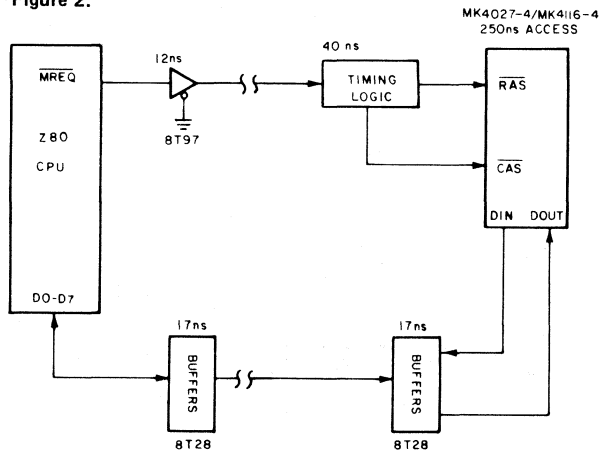 Figure 2.
MK4027-4/MK4116-4
250ns ACCESS
12ns
40 ns
MREQ
TIMING
LOGIC
RAS
Z80
CPU
8T97
CAS
DIN DOUT
D0-D7
17ns
17ns
BUFFERS
BUFFERS
8T28
8T28